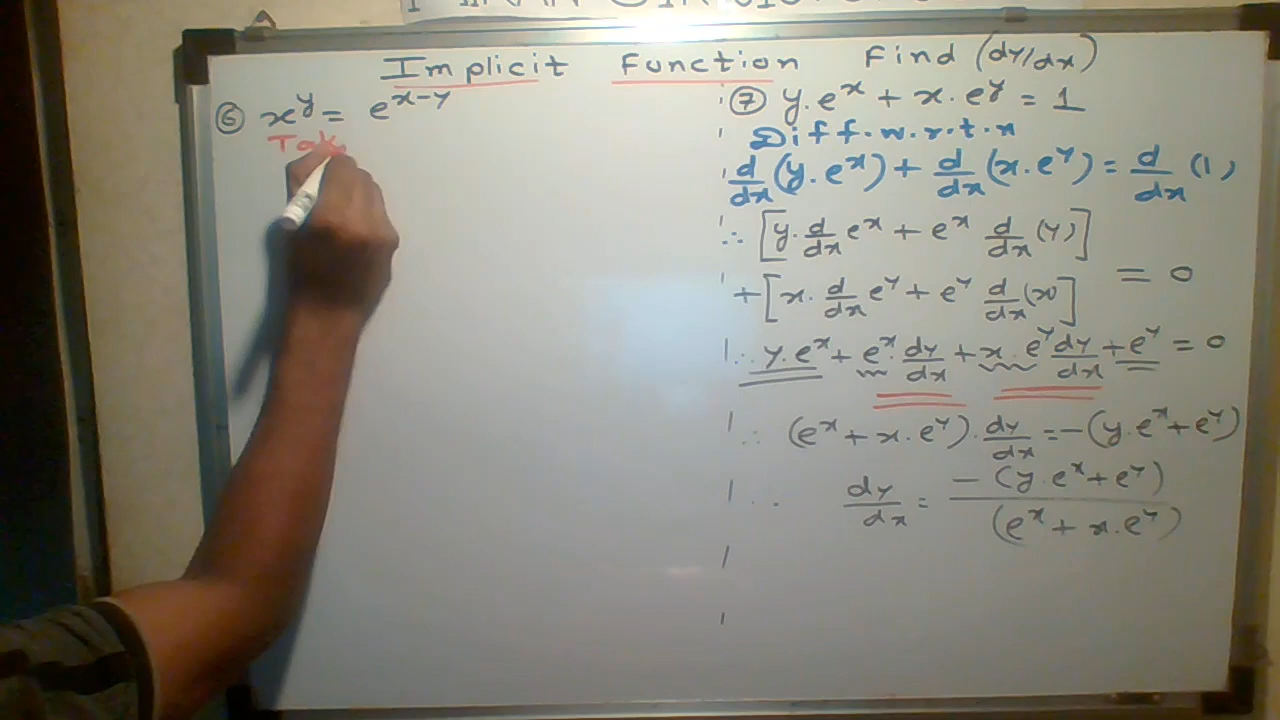 Implicit Function Find (dy/dx)
⑥ x^y = e^(x-y)
⑦ y.e^x + x.e^y = 1
Diff.w.r.t.x
d/dx (y.e^x) + d/dx (x.e^y) = d/dx (1)
∴ [y. d/dx e^x + e^x d/dx (y)]
+ [x. d/dx e^y + e^y d/dx (x)] = 0
∴ y.e^x + e^x. dy/dx + x.e^y dy/dx + e^y = 0
∴ (e^x + x.e^y). dy/dx = -(y.e^x + e^y)
dy/dx = -(y.e^x + e^y) / (e^x + x.e^y)